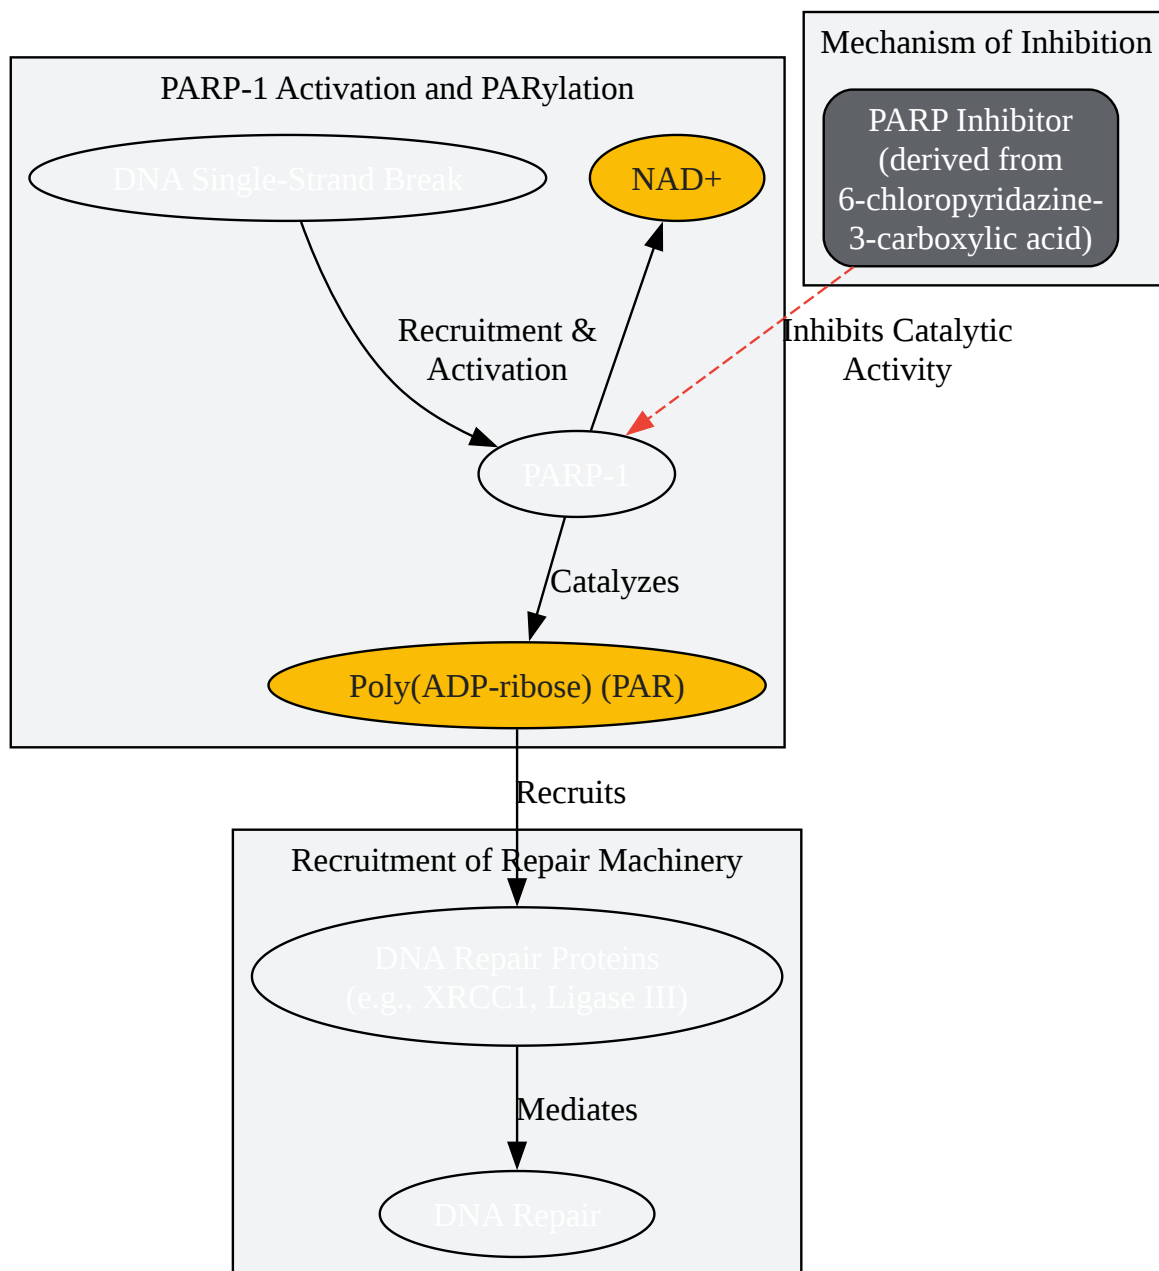 Mechanism of Inhibition
PARP Inhibitor
(derived from
6-chloropyridazine-
3-carboxylic acid)
PARP-1 Activation and PARylation
DNA Single-Strand Break
NAD+
Recruitment &
Activation
Inhibits Catalytic
Activity
PARP-1
Catalyzes
Poly(ADP-ribose) (PAR)
Recruits
Recruitment of Repair Machinery
DNA Repair Proteins
(e.g., XRCC1, Ligase III)
Mediates
DNA Repair